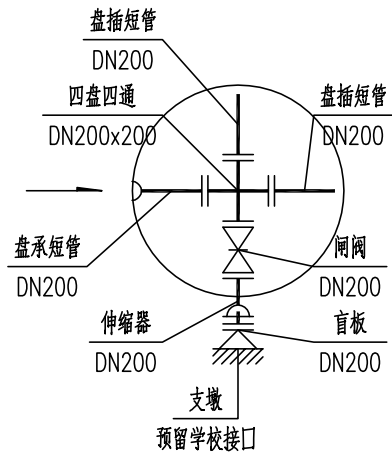 盘插短管
DN200
四盘四通
DN200x200
盘插短管
DN200
盘承短管
DN200
闸阀
DN200
伸缩器
DN200
盲板
DN200
支墩
预留学校接口